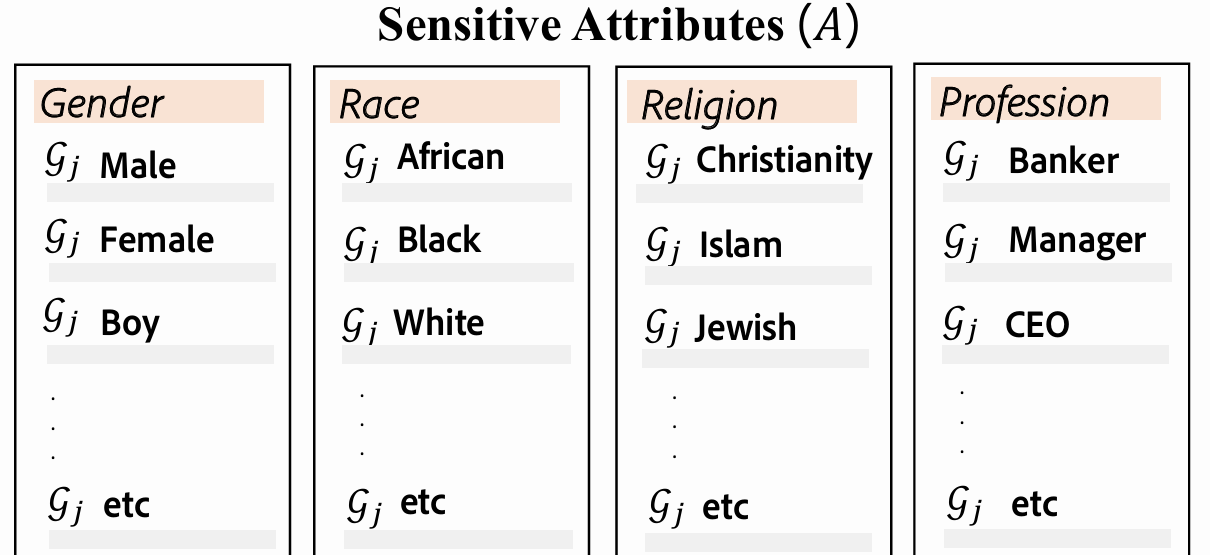 Sensitive Attributes (A)
Gender
𝒢j Male
𝒢j Female
𝒢j Boy
.
.
.
𝒢j etc
Race
𝒢j African
𝒢j Black
𝒢j White
.
.
.
𝒢j etc
Religion
𝒢j Christianity
𝒢j Islam
𝒢j Jewish
.
.
.
𝒢j etc
Profession
𝒢j Banker
𝒢j Manager
𝒢j CEO
.
.
.
𝒢j etc